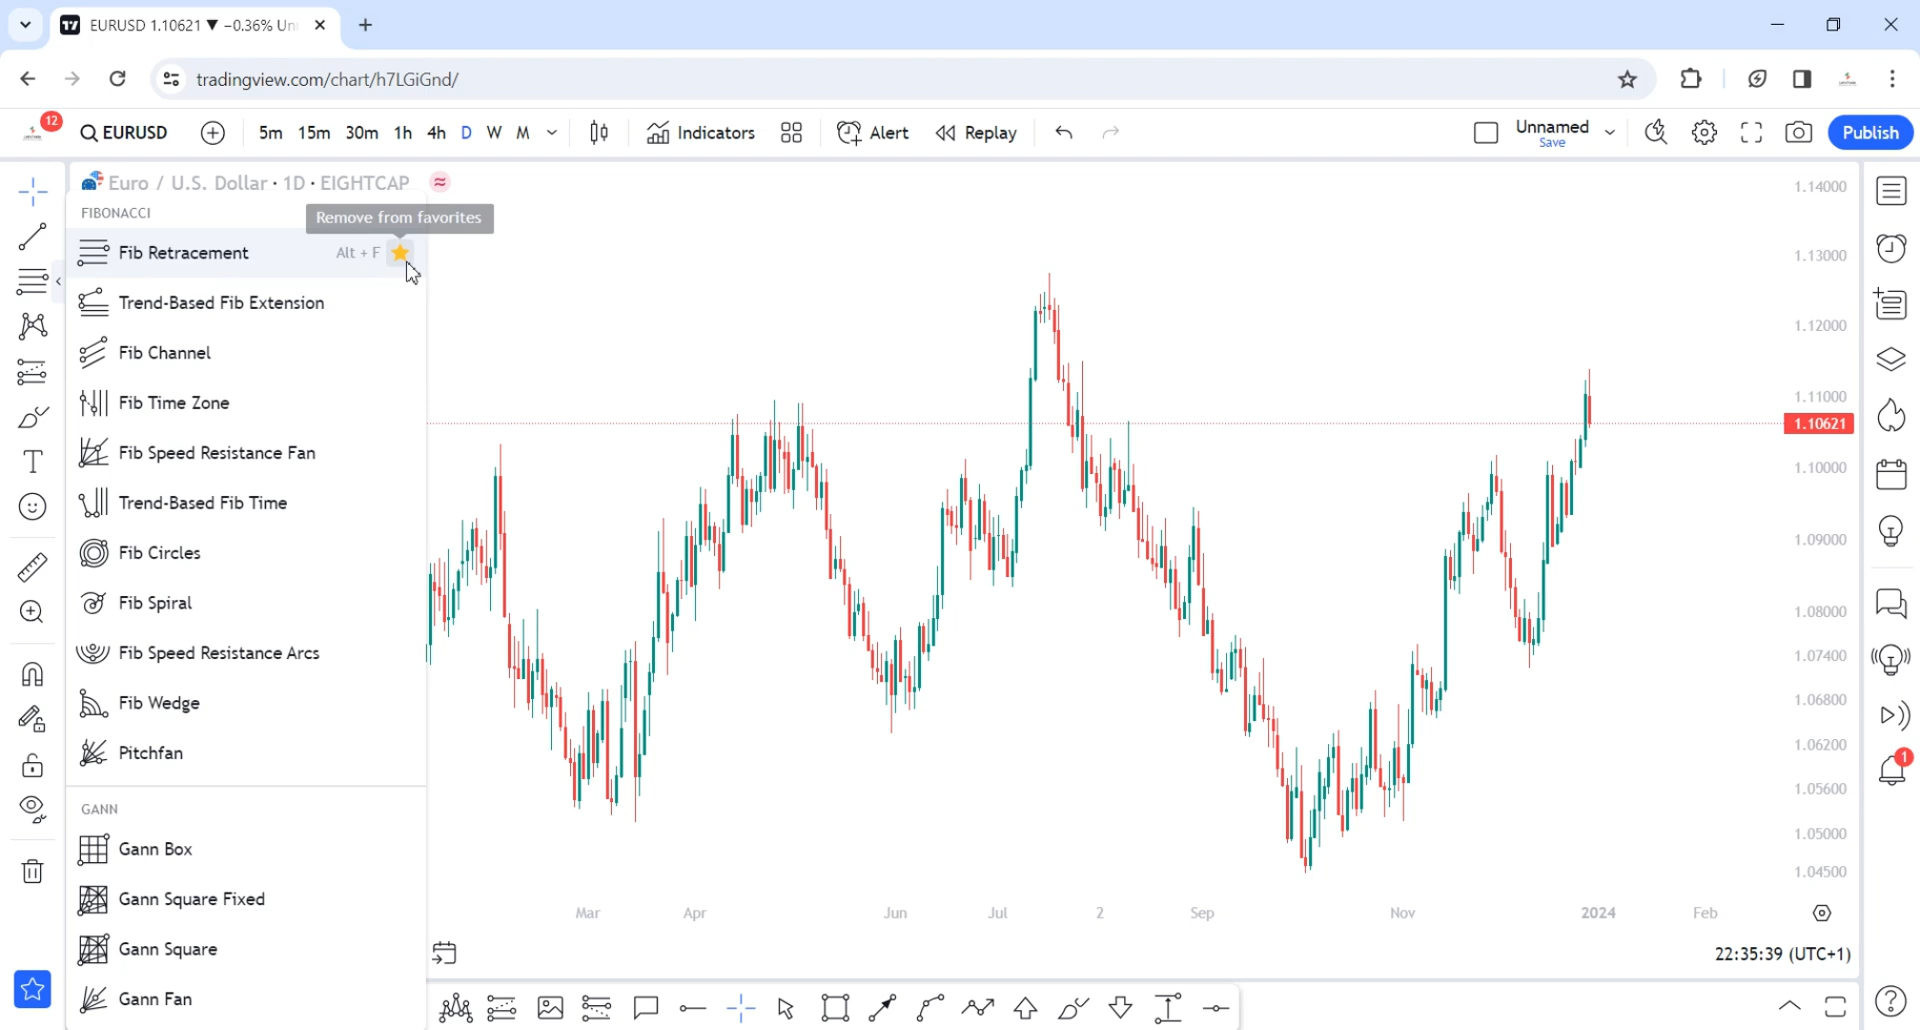 EURUSD 1.10621 ▼ −0.36% Un
tradingview.com/chart/h7LGiGnd/
12
EURUSD
5m 15m 30m 1h 4h D W M
Indicators
Alert
Replay
Unnamed
Save
Publish
Euro / U.S. Dollar · 1D · EIGHTCAP
FIBONACCI
Remove from favorites
Fib Retracement
Alt + F
Trend-Based Fib Extension
Fib Channel
Fib Time Zone
Fib Speed Resistance Fan
Trend-Based Fib Time
Fib Circles
Fib Spiral
Fib Speed Resistance Arcs
Fib Wedge
Pitchfan
GANN
Gann Box
Gann Square Fixed
Gann Square
Gann Fan
1.14000
1.13000
1.12000
1.11000
1.10621
1.10000
1.09000
1.08000
1.07400
1.06800
1.06200
1.05600
1.05000
1.04500
1
Mar Apr Jun Jul 2 Sep Nov 2024 Feb
22:35:39 (UTC+1)